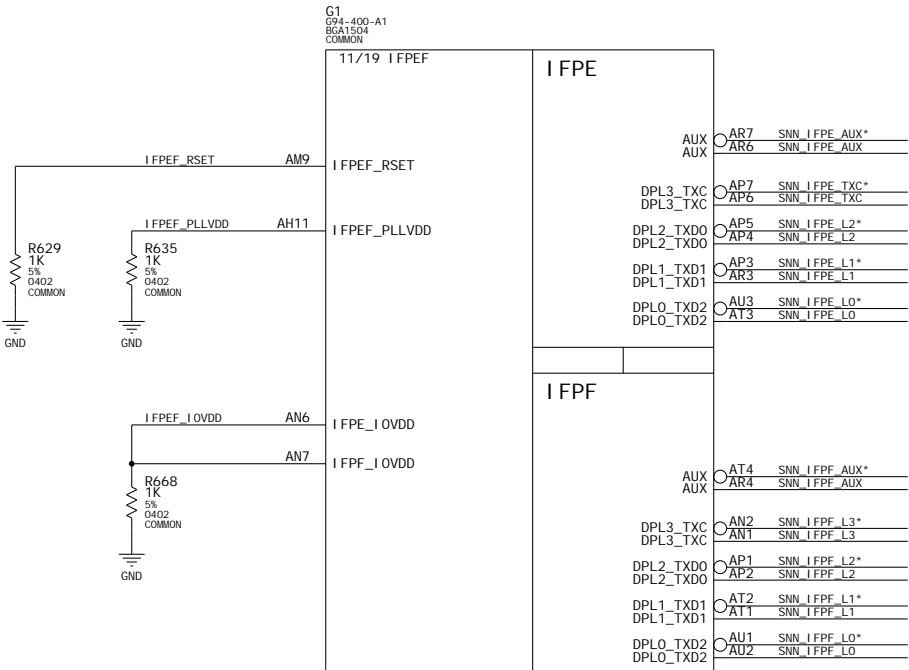 G1
G94-400-A1
BGA1504
COMMON
11/19 IFPEF
IFPE
AUX AR7 SNN_IFPE_AUX*
AUX AR6 SNN_IFPE_AUX
IFPEF_RSET AM9 IFPEF_RSET
DPL3_TXC AP7 SNN_IFPE_TXC*
DPL3_TXC AP6 SNN_IFPE_TXC
IFPEF_PLLVDD AH11 IFPEF_PLLVDD
DPL2_TXD0 AP5 SNN_IFPE_L2*
DPL2_TXD0 AP4 SNN_IFPE_L2
R629
1K
5%
0402
COMMON
GND
R635
1K
5%
0402
COMMON
GND
DPL1_TXD1 AP3 SNN_IFPE_L1*
DPL1_TXD1 AR3 SNN_IFPE_L1
DPL0_TXD2 AU3 SNN_IFPE_L0*
DPL0_TXD2 AT3 SNN_IFPE_L0
IFPF
IFPEF_IOVDD AN6 IFPE_IOVDD
AN7 IFPF_IOVDD
R668
1K
5%
0402
COMMON
GND
AUX AT4 SNN_IFPF_AUX*
AUX AR4 SNN_IFPF_AUX
DPL3_TXC AN2 SNN_IFPF_L3*
DPL3_TXC AN1 SNN_IFPF_L3
DPL2_TXD0 AP1 SNN_IFPF_L2*
DPL2_TXD0 AP2 SNN_IFPF_L2
DPL1_TXD1 AT2 SNN_IFPF_L1*
DPL1_TXD1 AT1 SNN_IFPF_L1
DPL0_TXD2 AU1 SNN_IFPF_L0*
DPL0_TXD2 AU2 SNN_IFPF_L0